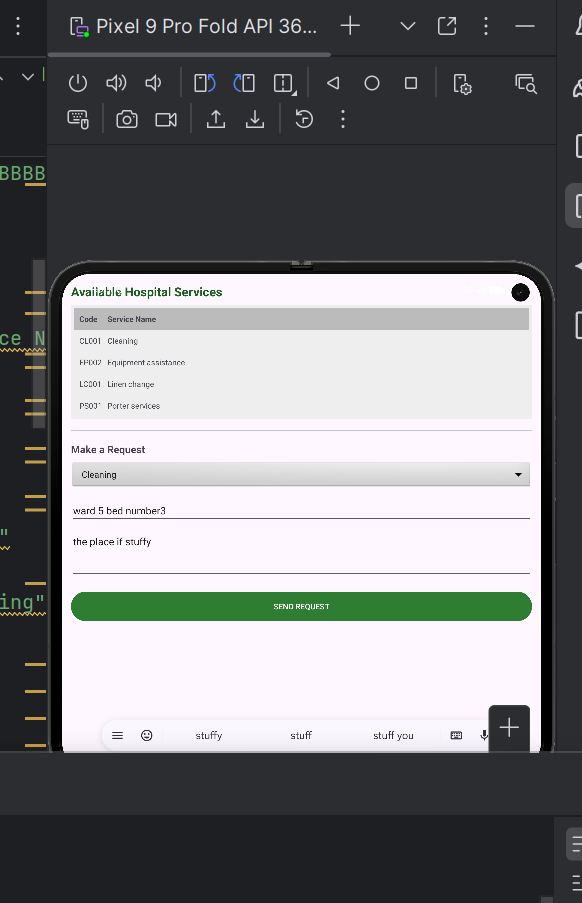 Pixel 9 Pro Fold API 36...
BBBB
Available Hospital Services
Code Service Name
CL001 Cleaning
EP002 Equipment assistance
LC001 Linen change
PS001 Porter services
ce N
Make a Request
Cleaning
ward 5 bed number3
"
the place if stuffy
ing"
SEND REQUEST
stuffy stuff stuff you